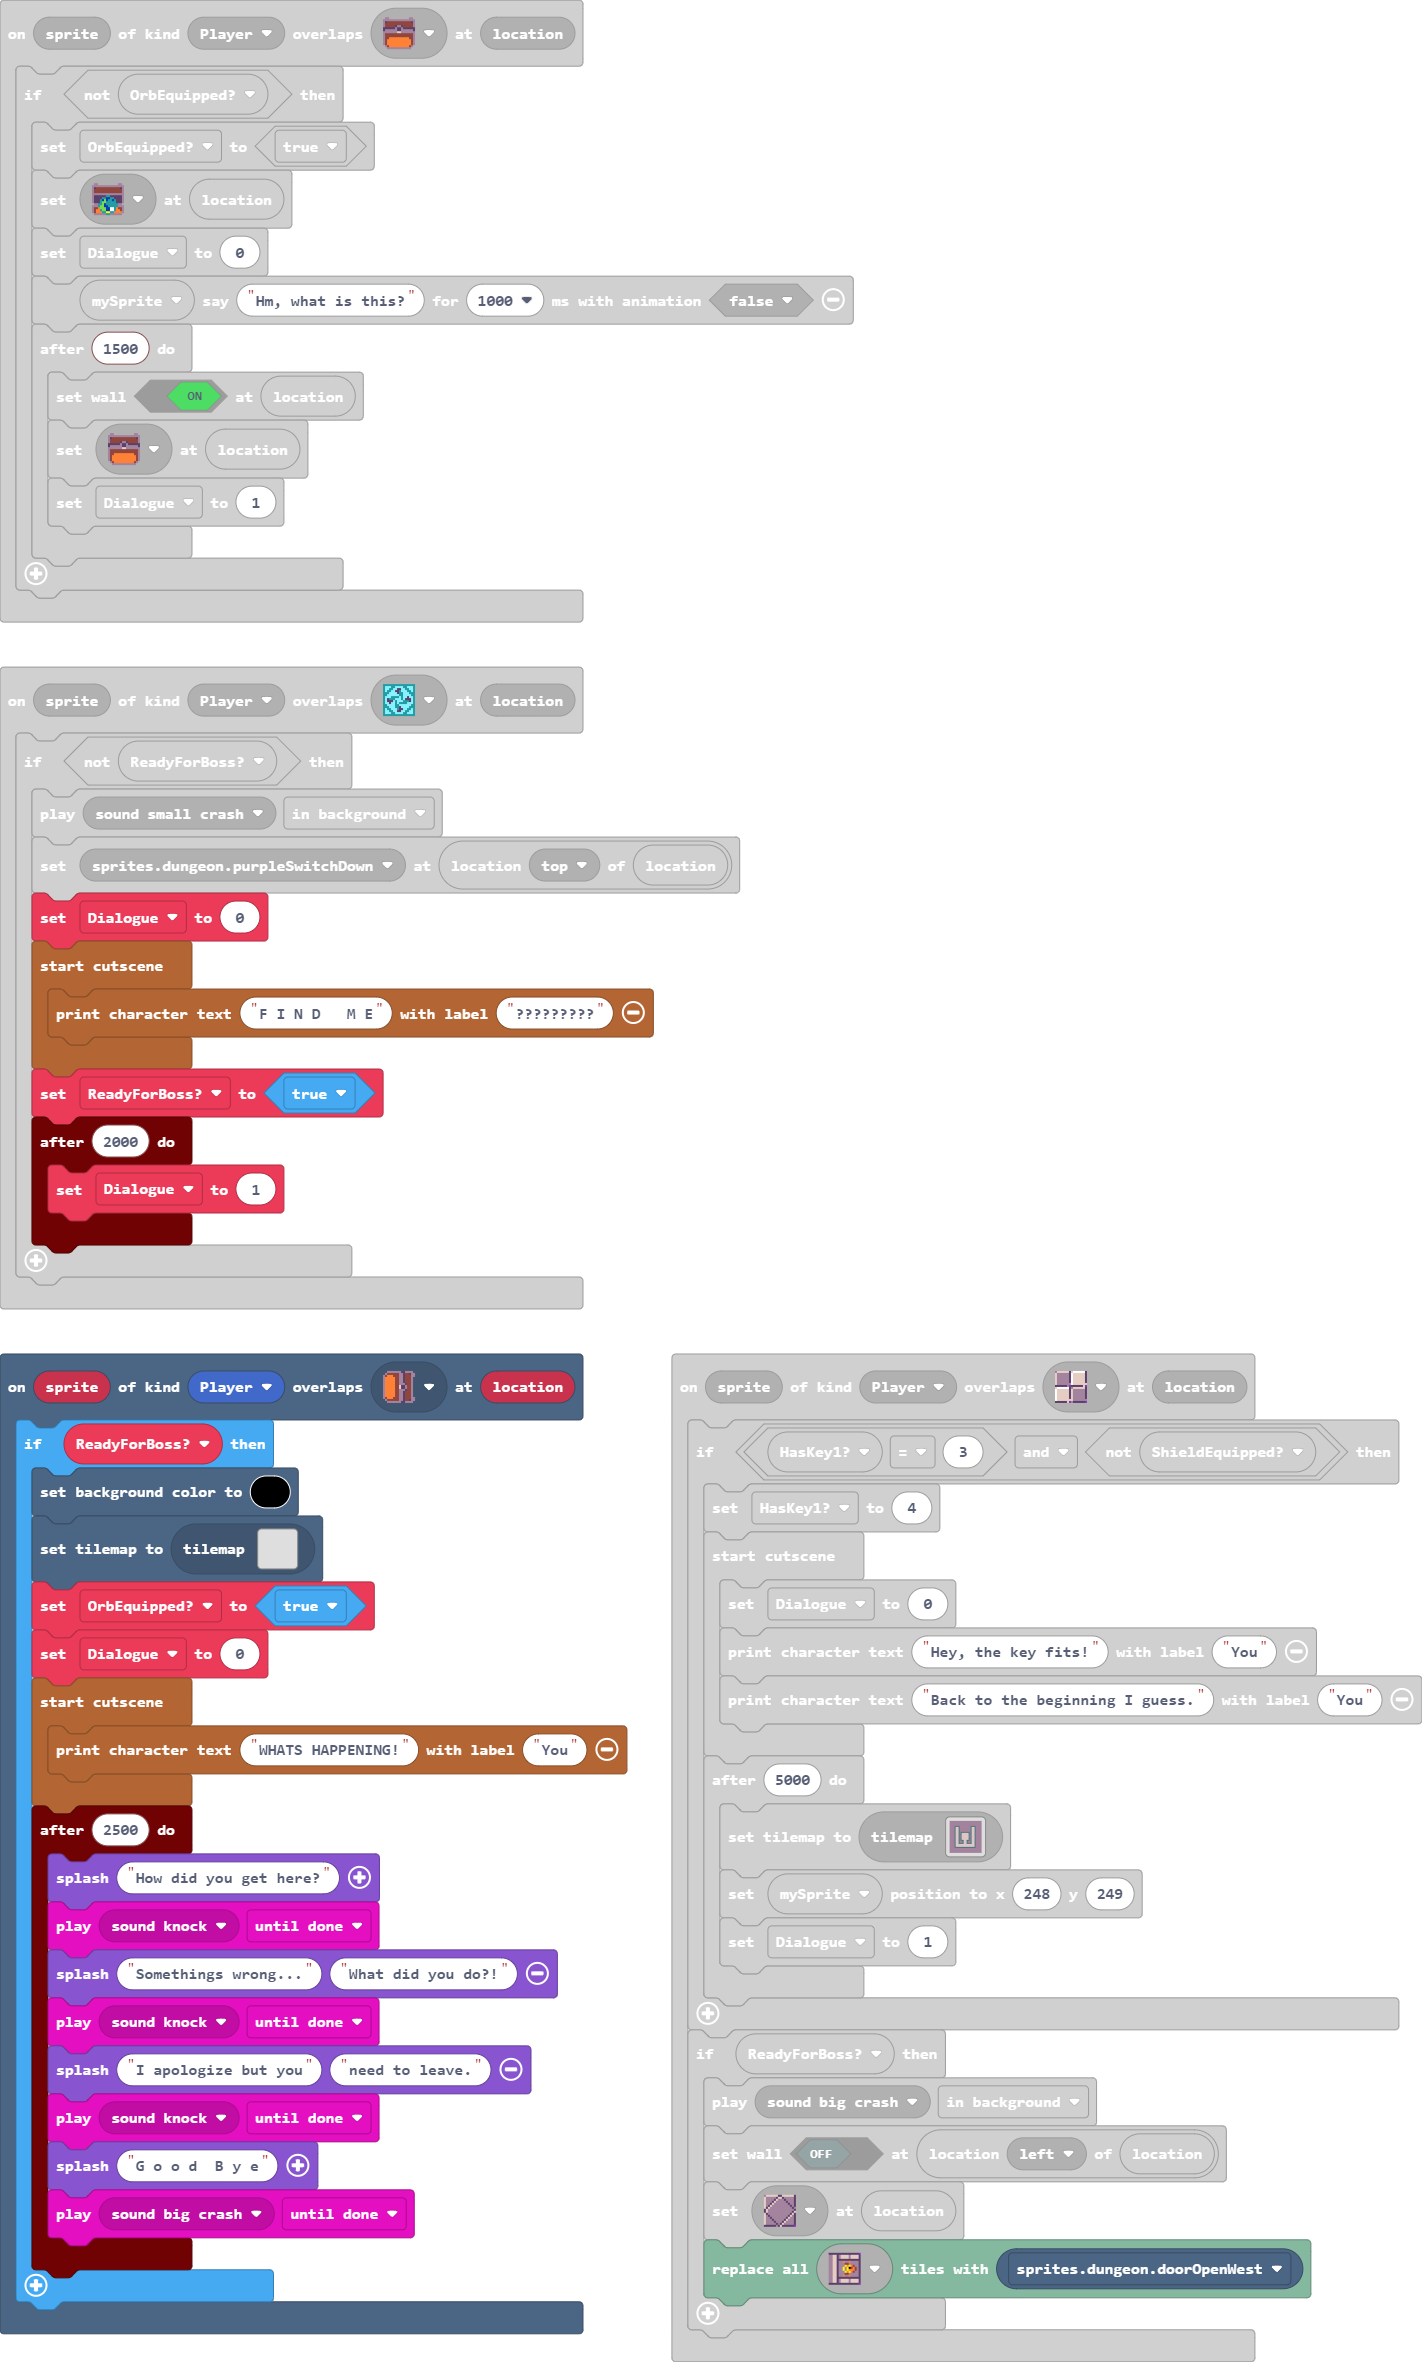 on sprite of kind Player overlaps at location
if not OrbEquipped? then
set OrbEquipped? to true
set at location
set Dialogue to 0
mySprite say "Hm, what is this?" for 1000 ms with animation false
after 1500 do
set wall ON at location
set at location
set Dialogue to 1
on sprite of kind Player overlaps at location
if not ReadyForBoss? then
play sound small crash in background
set sprites.dungeon.purpleSwitchDown at location top of location
set Dialogue to 0
start cutscene
print character text "F I N D   M E" with label "?????????"
set ReadyForBoss? to true
after 2000 do
set Dialogue to 1
on sprite of kind Player overlaps at location
if ReadyForBoss? then
set background color to
set tilemap to tilemap
set OrbEquipped? to true
set Dialogue to 0
start cutscene
print character text "WHATS HAPPENING!" with label "You"
after 2500 do
splash "How did you get here?"
play sound knock until done
splash "Somethings wrong..." "What did you do?!"
play sound knock until done
splash "I apologize but you" "need to leave."
play sound knock until done
splash "G o o d  B y e"
play sound big crash until done
on sprite of kind Player overlaps at location
if HasKey1? = 3 and not ShieldEquipped? then
set HasKey1? to 4
start cutscene
set Dialogue to 0
print character text "Hey, the key fits!" with label "You"
print character text "Back to the beginning I guess." with label "You"
after 5000 do
set tilemap to tilemap
set mySprite position to x 248 y 249
set Dialogue to 1
if ReadyForBoss? then
play sound big crash in background
set wall OFF at location left of location
set at location
replace all tiles with sprites.dungeon.doorOpenWest